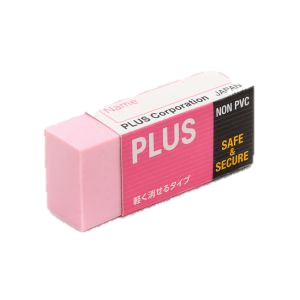 Name
PLUS Corporation
JAPAN
PLUS
NON PVC
SAFE
&
SECURE
軽く消せるタイプ